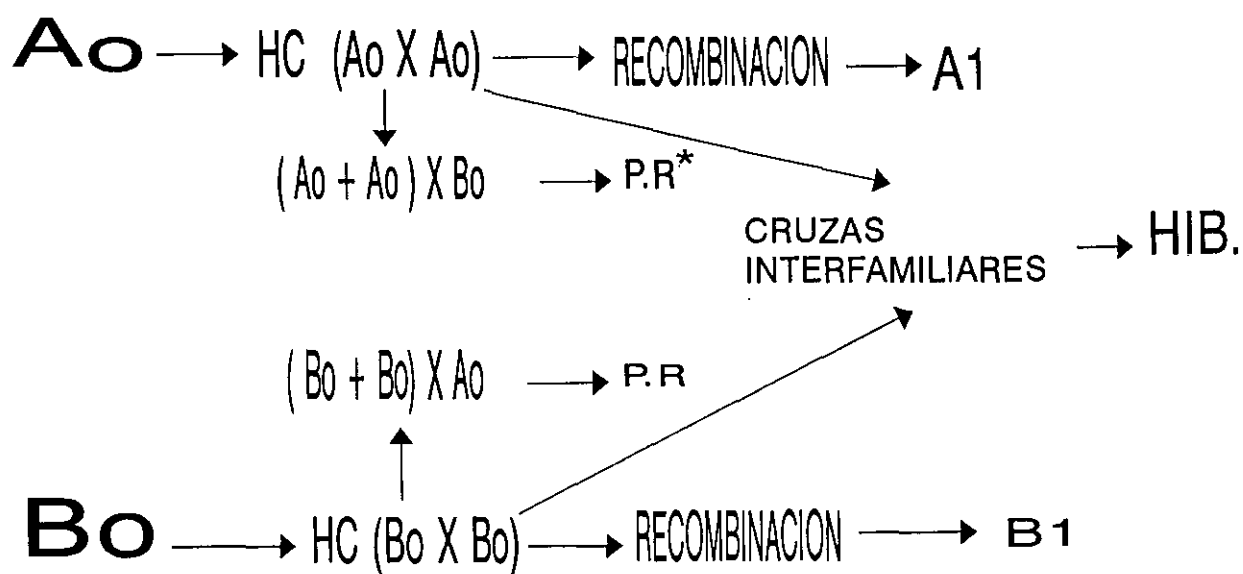 Ao HC (Ao X Ao) RECOMBINACION A1
(Ao + Ao) X Bo P.R*
CRUZAS
INTERFAMILIARES
HIB.
(Bo + Bo) X Ao P.R
Bo HC (Bo X Bo) RECOMBINACION B1